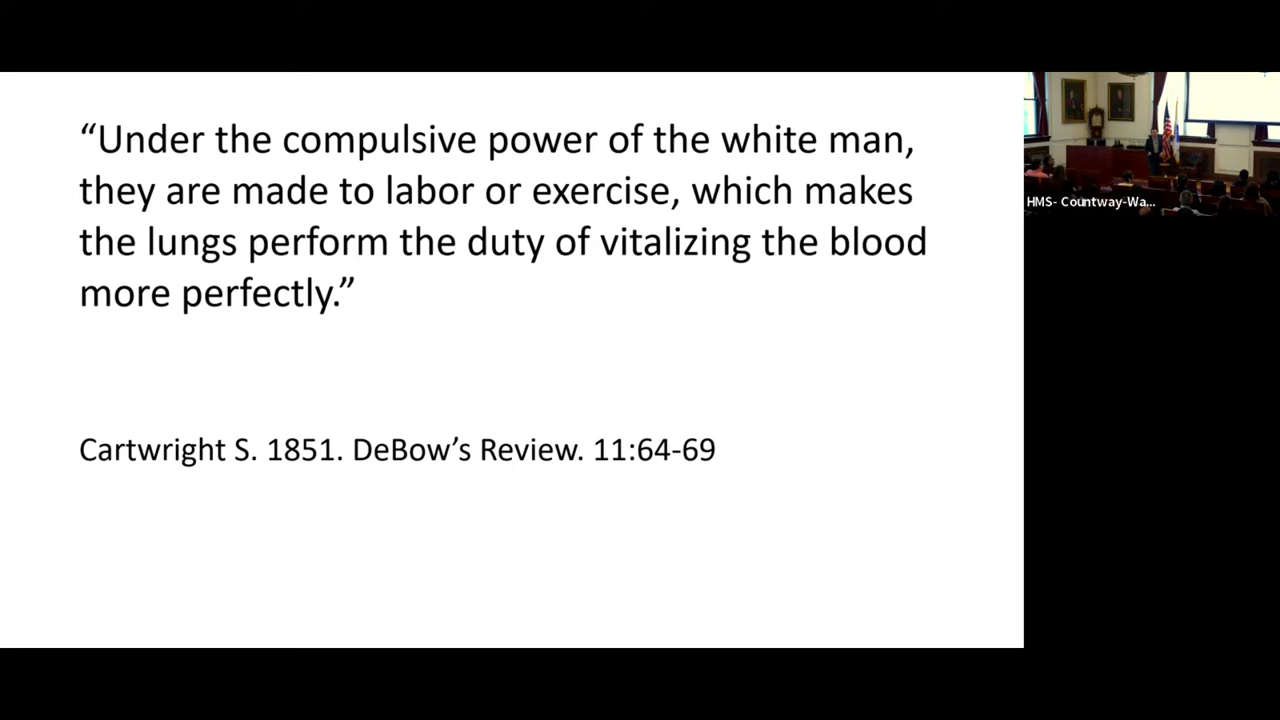 “Under the compulsive power of the white man,
they are made to labor or exercise, which makes
the lungs perform the duty of vitalizing the blood
more perfectly.”
Cartwright S. 1851. DeBow’s Review. 11:64-69
HMS- Countway-Wa...